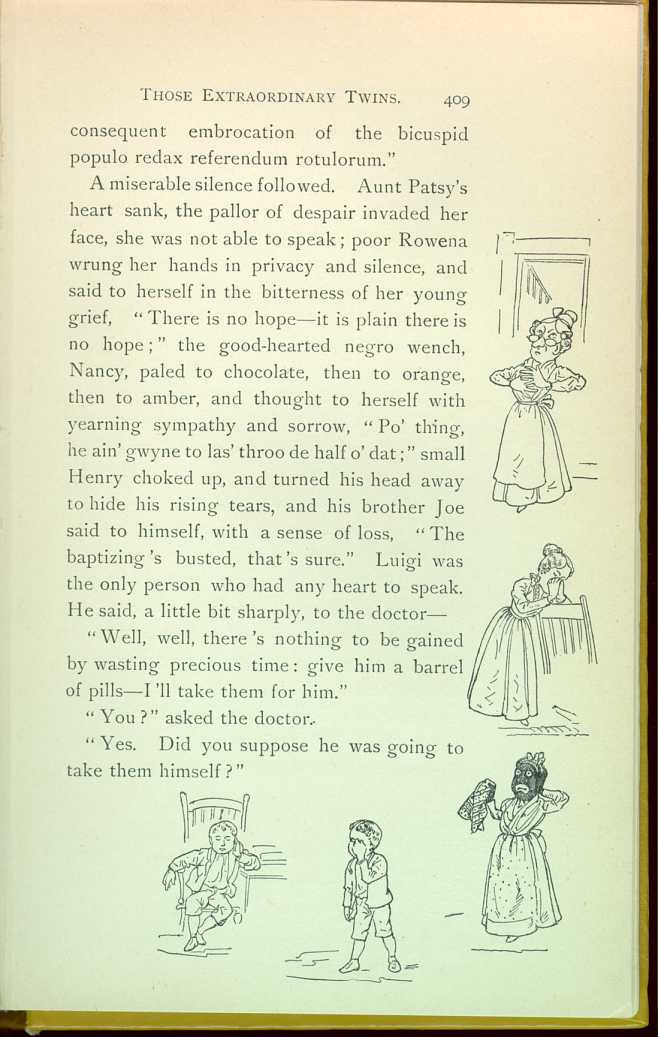 THOSE EXTRAORDINARY TWINS. 409
consequent embrocation of the bicuspid
populo redax referendum rotulorum."
A miserable silence followed. Aunt Patsy's
heart sank, the pallor of despair invaded her
face, she was not able to speak; poor Rowena
wrung her hands in privacy and silence, and
said to herself in the bitterness of her young
grief, "There is no hope—it is plain there is
no hope;" the good-hearted negro wench,
Nancy, paled to chocolate, then to orange,
then to amber, and thought to herself with
yearning sympathy and sorrow, "Po' thing,
he ain' gwyne to las' throo de half o' dat;" small
Henry choked up, and turned his head away
to hide his rising tears, and his brother Joe
said to himself, with a sense of loss, "The
baptizing 's busted, that 's sure." Luigi was
the only person who had any heart to speak.
He said, a little bit sharply, to the doctor—
"Well, well, there 's nothing to be gained
by wasting precious time: give him a barrel
of pills—I 'll take them for him."
"You?" asked the doctor.
"Yes. Did you suppose he was going to
take them himself?"